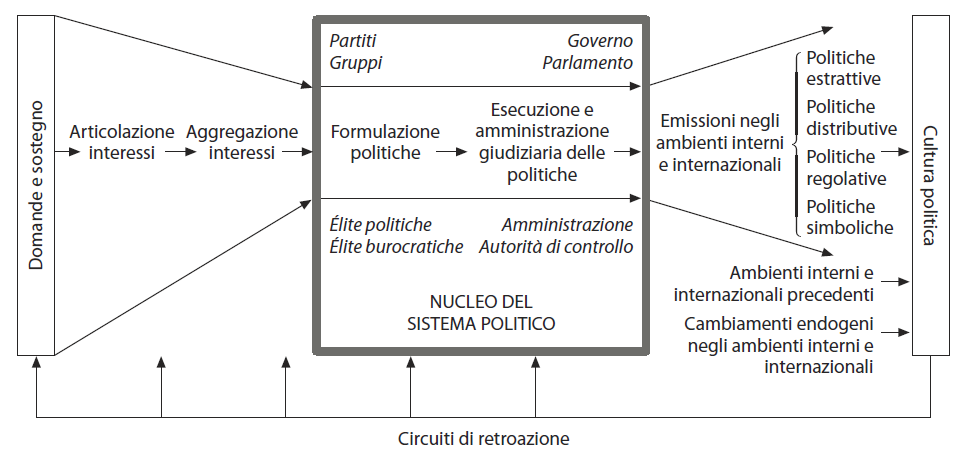 Domande e sostegno
Articolazione
interessi
Aggregazione
interessi
Partiti
Gruppi
Governo
Parlamento
Formulazione
politiche
Esecuzione e
amministrazione
giudiziaria delle
politiche
Élite politiche
Élite burocratiche
Amministrazione
Autorità di controllo
NUCLEO DEL
SISTEMA POLITICO
Emissioni negli
ambienti interni
e internazionali
Politiche
estrattive
Politiche
distributive
Politiche
regolative
Politiche
simboliche
Ambienti interni e
internazionali precedenti
Cambiamenti endogeni
negli ambienti interni e
internazionali
Cultura politica
Circuiti di retroazione